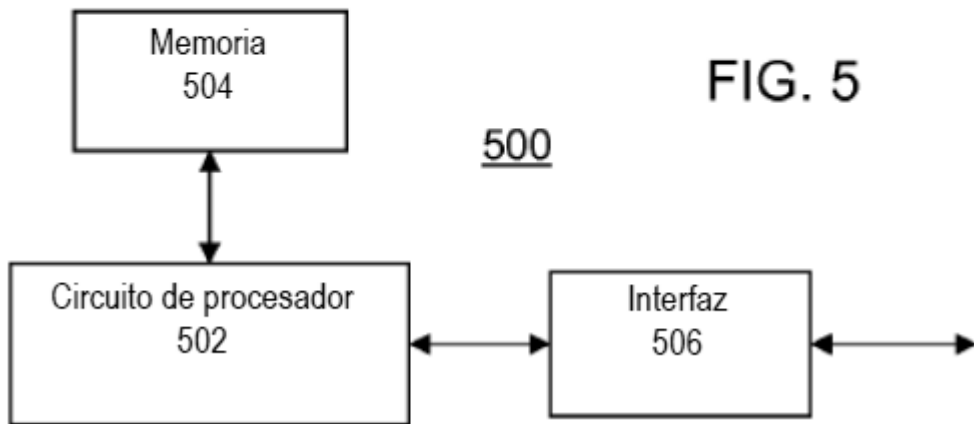 Memoria
504
FIG. 5
500
Circuito de procesador
502
Interfaz
506